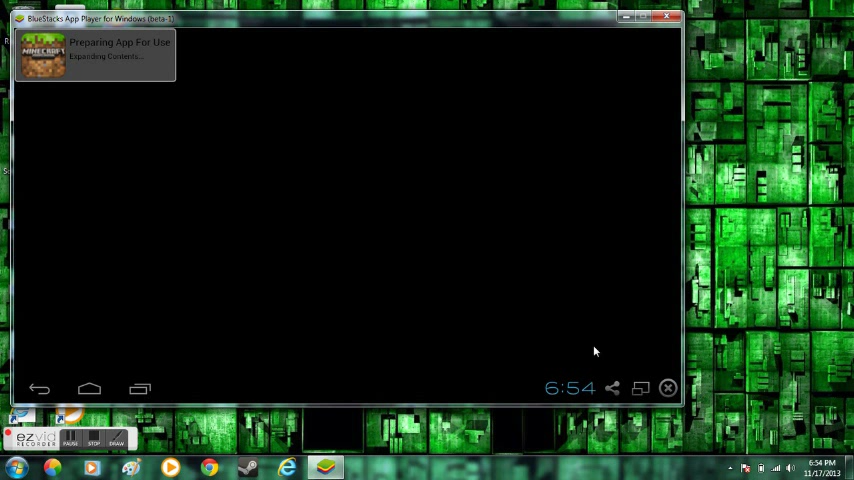 BlueStacks App Player for Windows (beta-1)
MINECRAFT
Preparing App For Use
Expanding Contents...
6:54
ezvid
RECORDER
PAUSE
STOP
DRAW
6:54 PM
11/17/2013